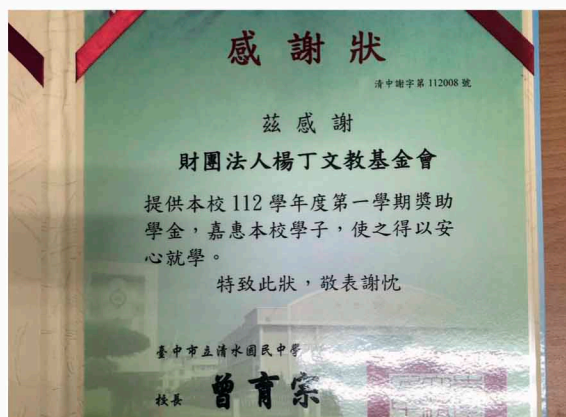 感謝狀
清中謝字第 112008 號
茲感謝
財團法人楊丁文教基金會
提供本校 112 學年度第一學期獎助
學金，嘉惠本校學子，使之得以安
心就學。
特致此狀，敬表謝忱
臺中市立清水國民中學
校長 曾育宗